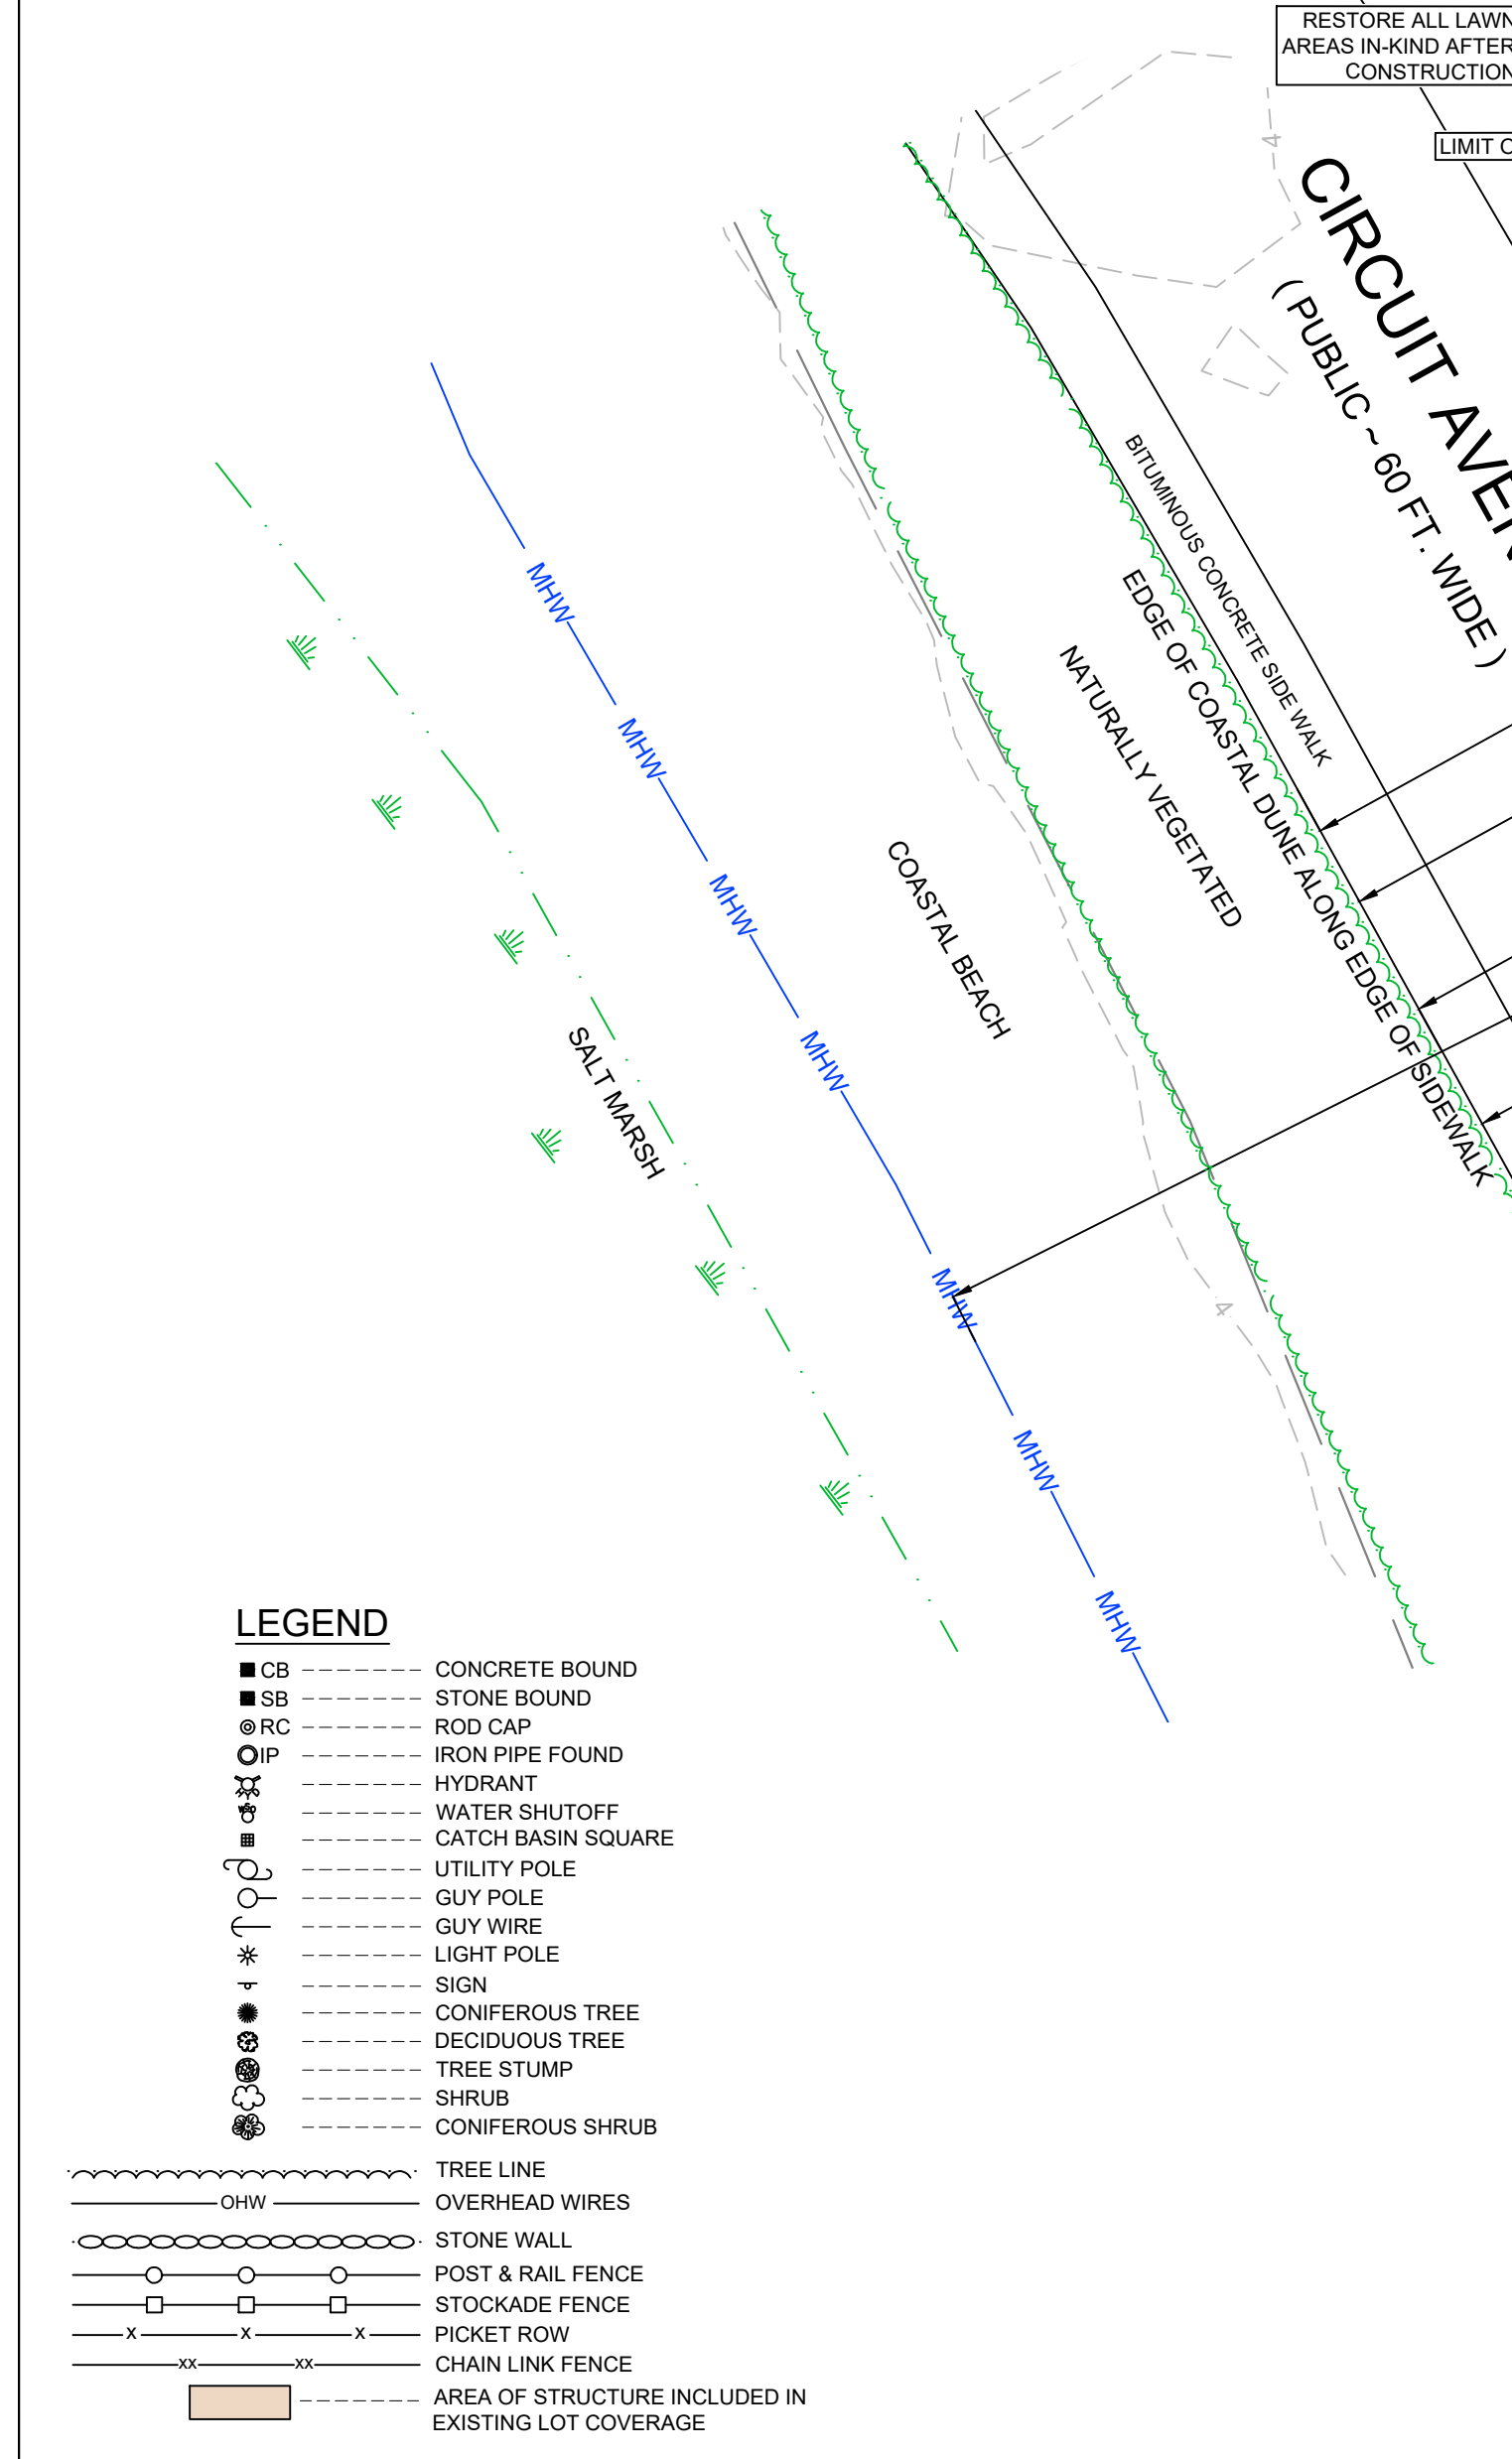 RESTORE ALL LAWN
AREAS IN-KIND AFTER
CONSTRUCTION
4
LIMIT O
CIRCUIT AVEN
( PUBLIC ~ 60 FT. WIDE )
BITUMINOUS CONCRETE SIDE WALK
EDGE OF COASTAL DUNE ALONG EDGE OF SIDEWALK
NATURALLY VEGETATED
COASTAL BEACH
SALT MARSH
MHW
MHW
MHW
MHW
MHW
MHW
MHW
4
LEGEND
CB CONCRETE BOUND
SB STONE BOUND
RC ROD CAP
IP IRON PIPE FOUND
HYDRANT
WSO WATER SHUTOFF
CATCH BASIN SQUARE
UTILITY POLE
GUY POLE
GUY WIRE
LIGHT POLE
SIGN
CONIFEROUS TREE
DECIDUOUS TREE
TREE STUMP
SHRUB
CONIFEROUS SHRUB
TREE LINE
OHW OVERHEAD WIRES
STONE WALL
POST & RAIL FENCE
STOCKADE FENCE
X X X PICKET ROW
XX XX CHAIN LINK FENCE
AREA OF STRUCTURE INCLUDED IN
EXISTING LOT COVERAGE